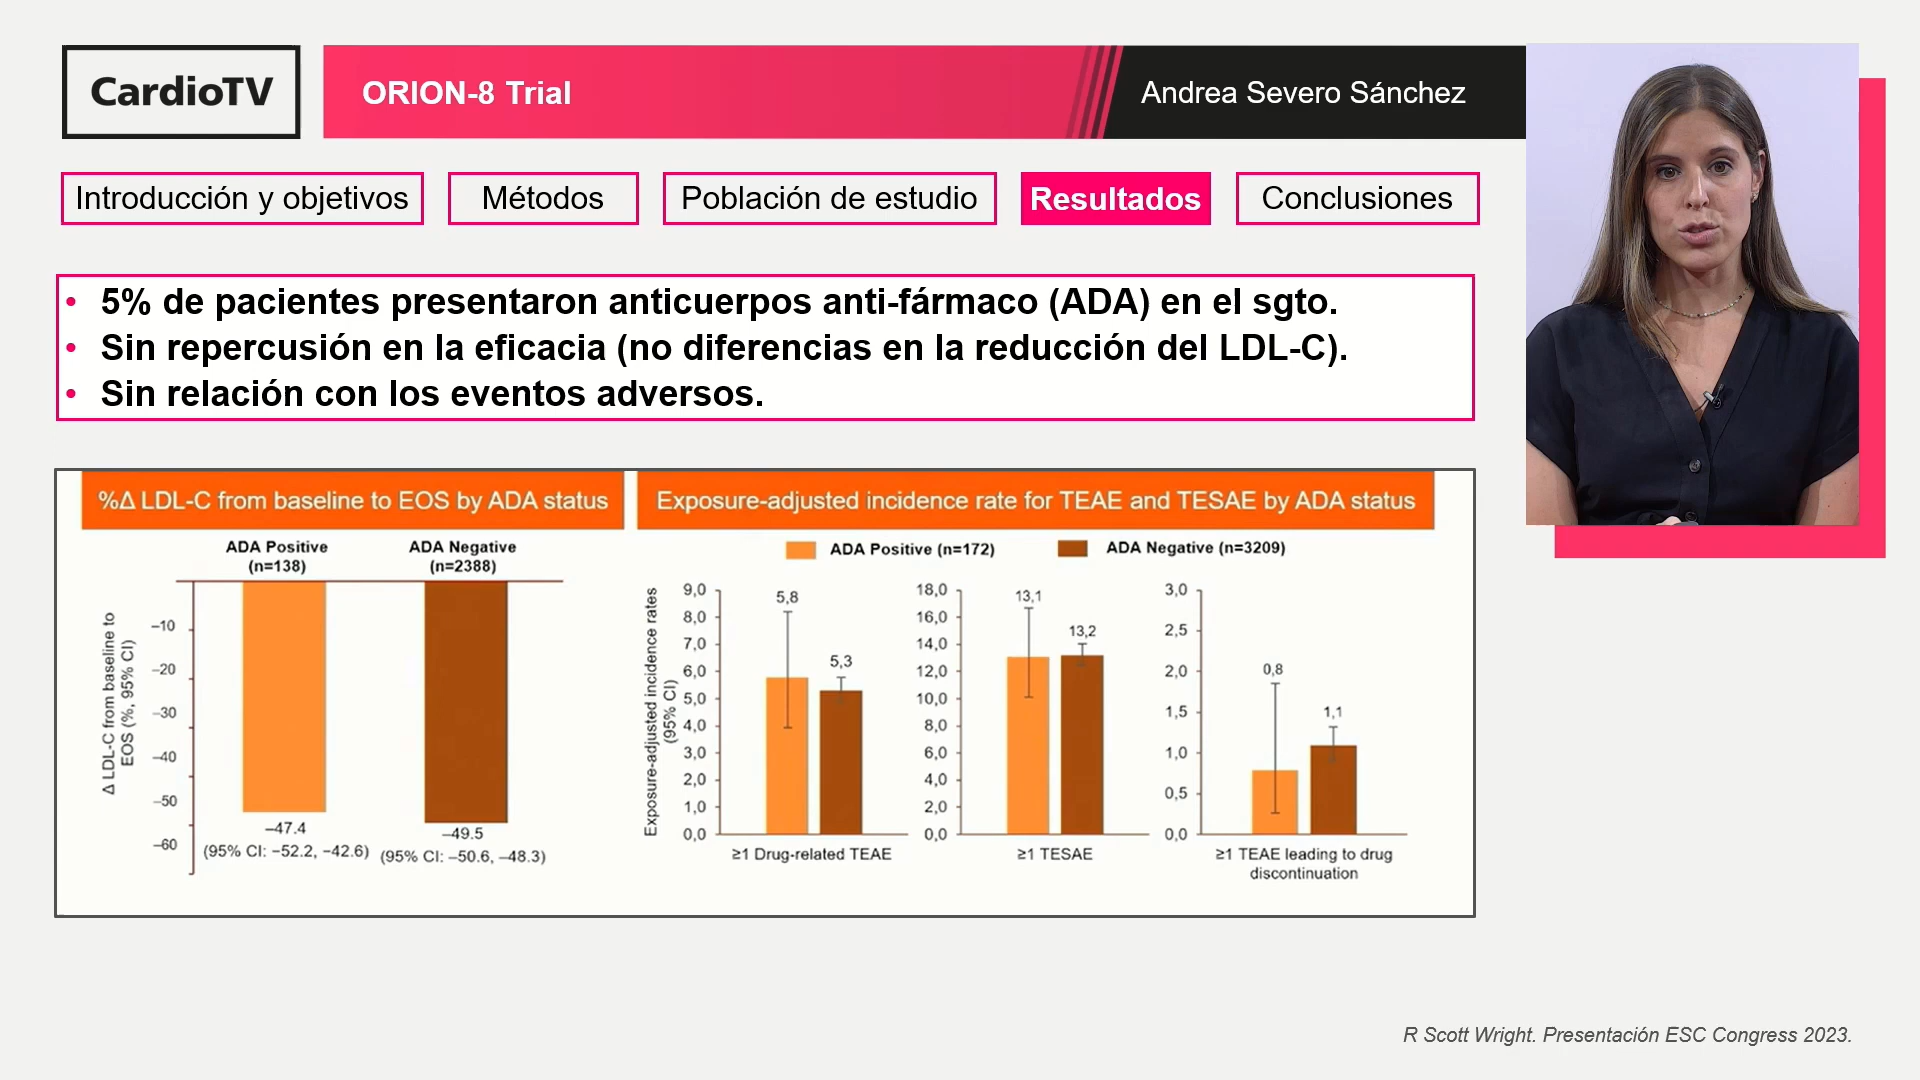 CardioTV
ORION-8 Trial
Andrea Severo Sánchez
Introducción y objetivos
Métodos
Población de estudio
Resultados
Conclusiones
• 5% de pacientes presentaron anticuerpos anti-fármaco (ADA) en el sgto.
• Sin repercusión en la eficacia (no diferencias en la reducción del LDL-C).
• Sin relación con los eventos adversos.
%Δ LDL-C from baseline to EOS by ADA status
ADA Positive
(n=138)
ADA Negative
(n=2388)
Δ LDL-C from baseline to
EOS (%, 95% CI)
–10
–20
–30
–40
–50
–60
–47.4
(95% CI: −52.2, −42.6)
–49.5
(95% CI: –50.6, –48.3)
Exposure-adjusted incidence rate for TEAE and TESAE by ADA status
ADA Positive (n=172)
ADA Negative (n=3209)
Exposure-adjusted incidence rates
(95% CI)
9,0
8,0
7,0
6,0
5,0
4,0
3,0
2,0
1,0
0,0
5,8
5,3
≥1 Drug-related TEAE
18,0
16,0
14,0
12,0
10,0
8,0
6,0
4,0
2,0
0,0
13,1
13,2
≥1 TESAE
3,0
2,5
2,0
1,5
1,0
0,5
0,0
0,8
1,1
≥1 TEAE leading to drug
discontinuation
R Scott Wright. Presentación ESC Congress 2023.